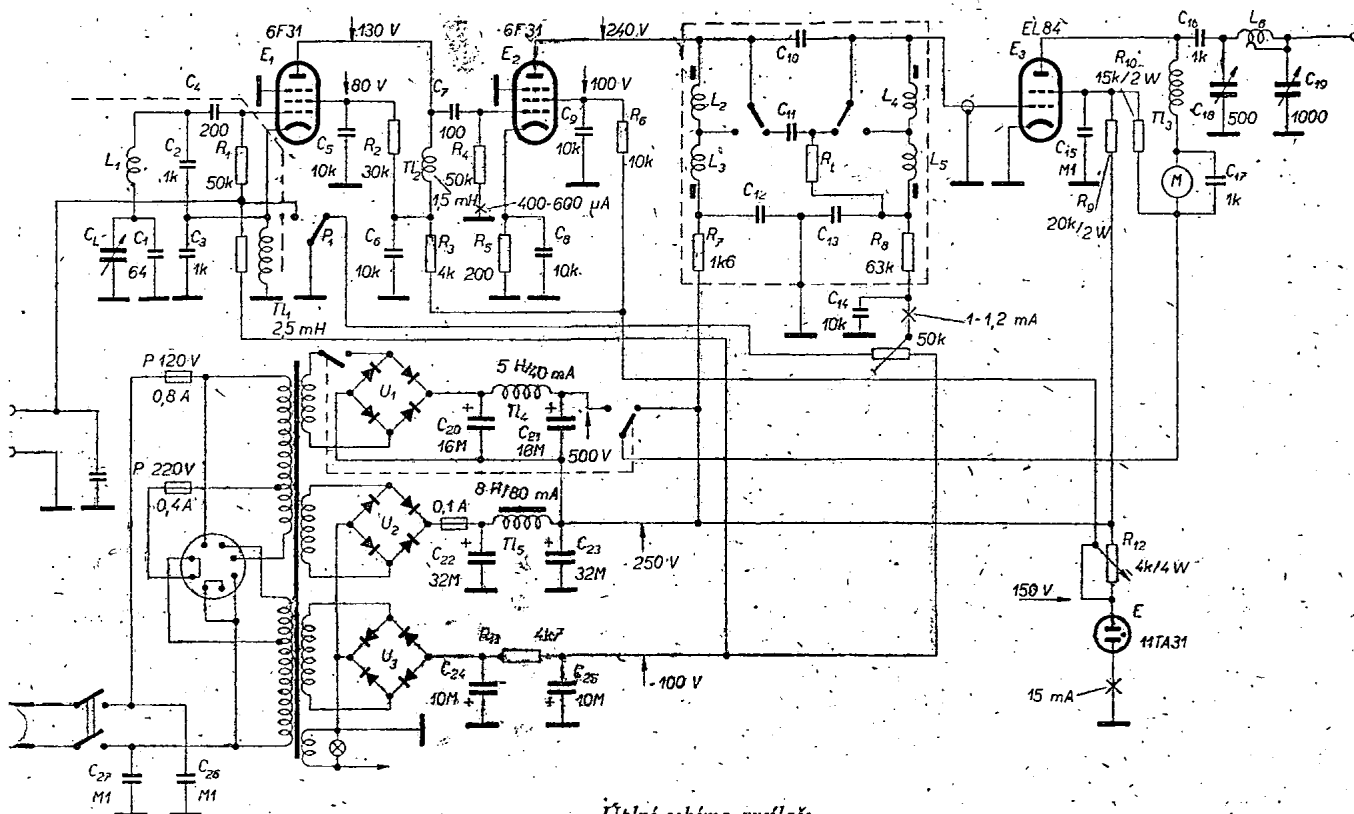 6F31
130 V
6F31
240 V
EL84
E1
E2
E3
C10
C16
1k
L6
R10
15k/2 W
C4
200
80 V
C7
100
100 V
C9
10k
R6
10k
L2
L4
C11
Tl3
C18
500
C19
1000
L1
C2
1k
R1
50k
C5
10k
R2
30k
Tl2
1,5 mH
R4
50k
400-600 µA
L3
Rt
L5
C15
M1
R9
20k/2 W
M
C17
1k
CL
C1
64
C3
1k
P1
C6
10k
R3
4k
R5
200
C8
10k
C12
C13
R7
1k6
R8
63k
Tl1
2,5 mH
C14
10k
1-1,2 mA
50k
P 120 V
0,8 A
U1
5 H/40 mA
Tl4
C20
16M
C21
16M
500 V
P 220 V
0,4 A
U2
0,1 A
8 H/80 mA
Tl5
C22
32M
C23
32M
250 V
R12
4k/4 W
150 V
E
11TA31
U3
4k7
C24
10M
C25
10M
-100 V
15 mA
C27
M1
C26
M1